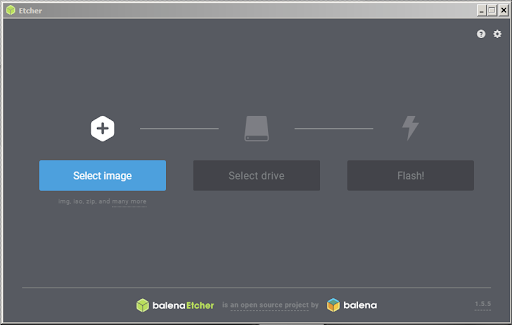 Etcher
Select image
Select drive
Flash!
img, iso, zip, and many more
balenaEtcher is an open source project by balena
1.5.5